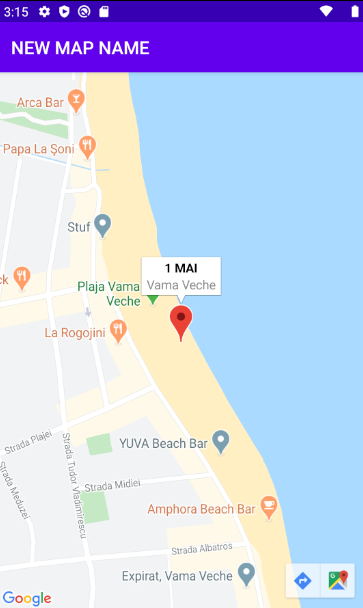 3:15
NEW MAP NAME
Arca Bar
Papa La Șoni
Stuf
1 MAI
Vama Veche
Plaja Vama
Veche
ck
La Rogojini
Strada Plajei
YUVA Beach Bar
Strada Meduzei
Strada Tudor Vladimirescu
Strada Midiei
Amphora Beach Bar
Strada Albatros
Expirat, Vama Veche
Google